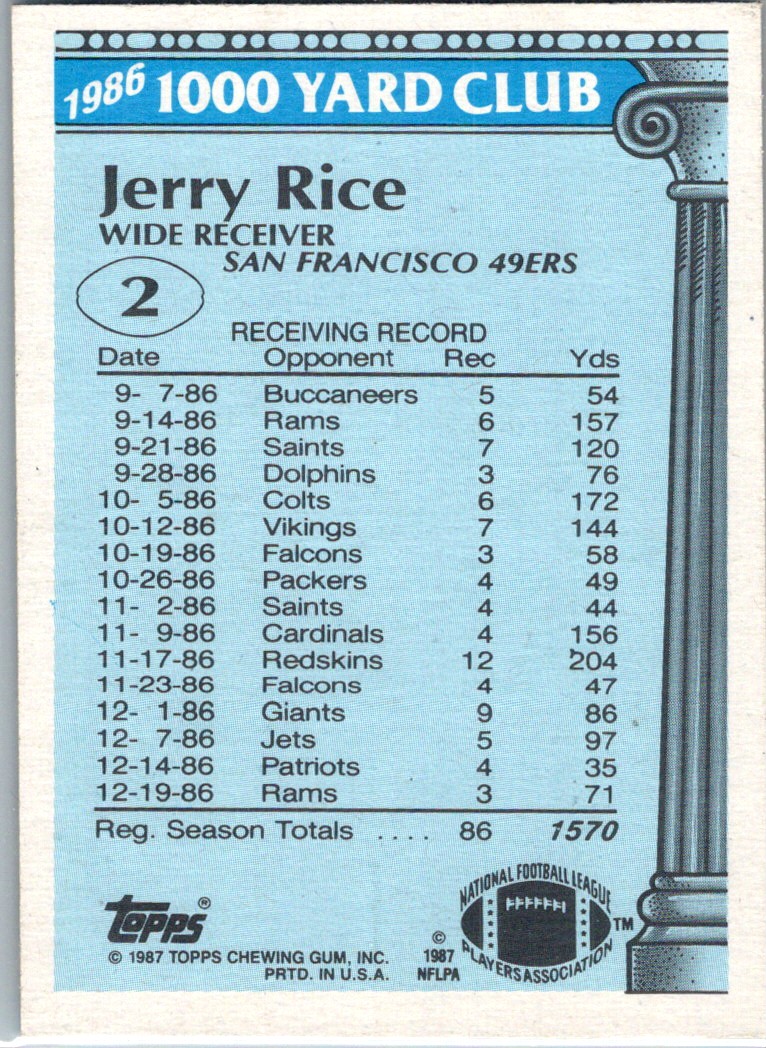 1986 1000 YARD CLUB
Jerry Rice
WIDE RECEIVER
SAN FRANCISCO 49ERS
2
RECEIVING RECORD
Date Opponent Rec Yds
9- 7-86 Buccaneers 5 54
9-14-86 Rams 6 157
9-21-86 Saints 7 120
9-28-86 Dolphins 3 76
10- 5-86 Colts 6 172
10-12-86 Vikings 7 144
10-19-86 Falcons 3 58
10-26-86 Packers 4 49
11- 2-86 Saints 4 44
11- 9-86 Cardinals 4 156
11-17-86 Redskins 12 204
11-23-86 Falcons 4 47
12- 1-86 Giants 9 86
12- 7-86 Jets 5 97
12-14-86 Patriots 4 35
12-19-86 Rams 3 71
Reg. Season Totals .... 86 1570
NATIONAL FOOTBALL LEAGUE
PLAYERS ASSOCIATION ™
topps®
© 1987 TOPPS CHEWING GUM, INC.
PRTD. IN U.S.A.
©
1987
NFLPA